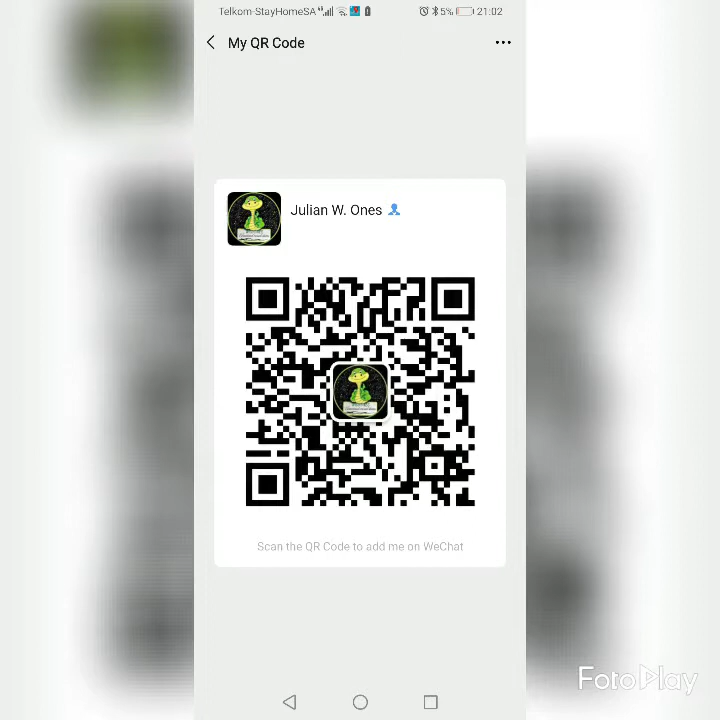 Telkom-StayHomeSA 5% 21:02
My QR Code
Julian W. Ones
Scan the QR Code to add me on WeChat
FotoPlay